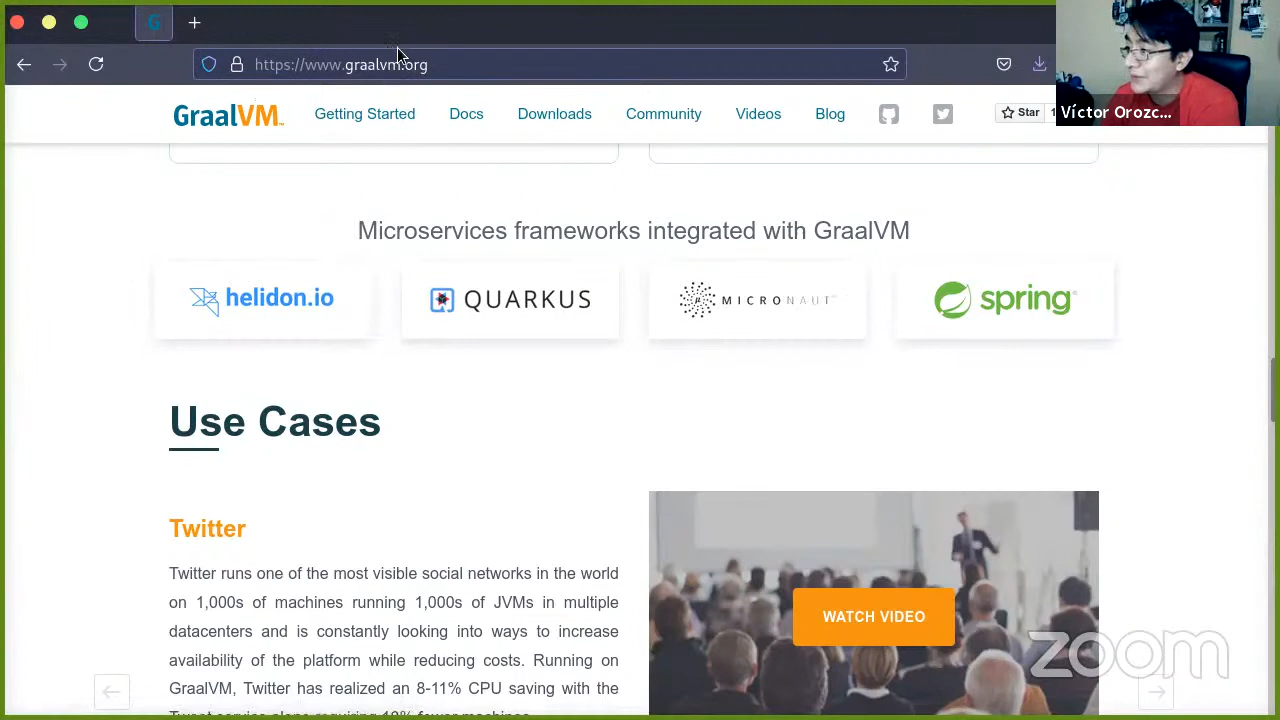 https://www.graalvm.org
GraalVM™
Getting Started
Docs
Downloads
Community
Videos
Blog
Star
Víctor Orozc...
Microservices frameworks integrated with GraalVM
helidon.io
QUARKUS
MICRONAUT
spring
Use Cases
Twitter
Twitter runs one of the most visible social networks in the world
on 1,000s of machines running 1,000s of JVMs in multiple
datacenters and is constantly looking into ways to increase
availability of the platform while reducing costs. Running on
GraalVM, Twitter has realized an 8-11% CPU saving with the
WATCH VIDEO
zoom